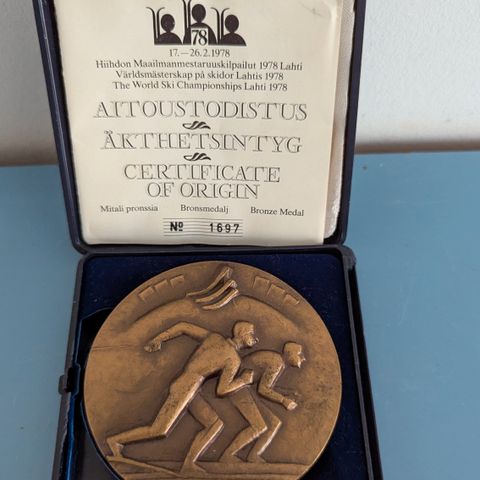 78
17.–26.2.1978
Hiihdon Maailmanmestaruuskilpailut 1978 Lahti
Världsmästerskap på skidor Lahtis 1978
The World Ski Championships Lahti 1978
AITOUSTODISTUS
ÄKTHETSINTYG
CERTIFICATE
OF ORIGIN
Mitali pronssia Bronsmedalj Bronze Medal
Nº 1697